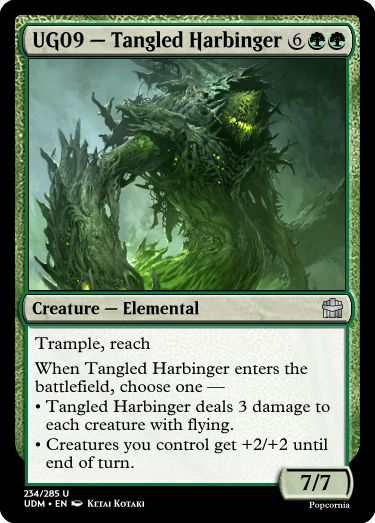 UG09 — Tangled Harbinger 6
Creature — Elemental
Trample, reach
When Tangled Harbinger enters the
battlefield, choose one —
• Tangled Harbinger deals 3 damage to
each creature with flying.
• Creatures you control get +2/+2 until
end of turn.
7/7
234/285 U
UDM • EN Ketai Kotaki
Popcornia